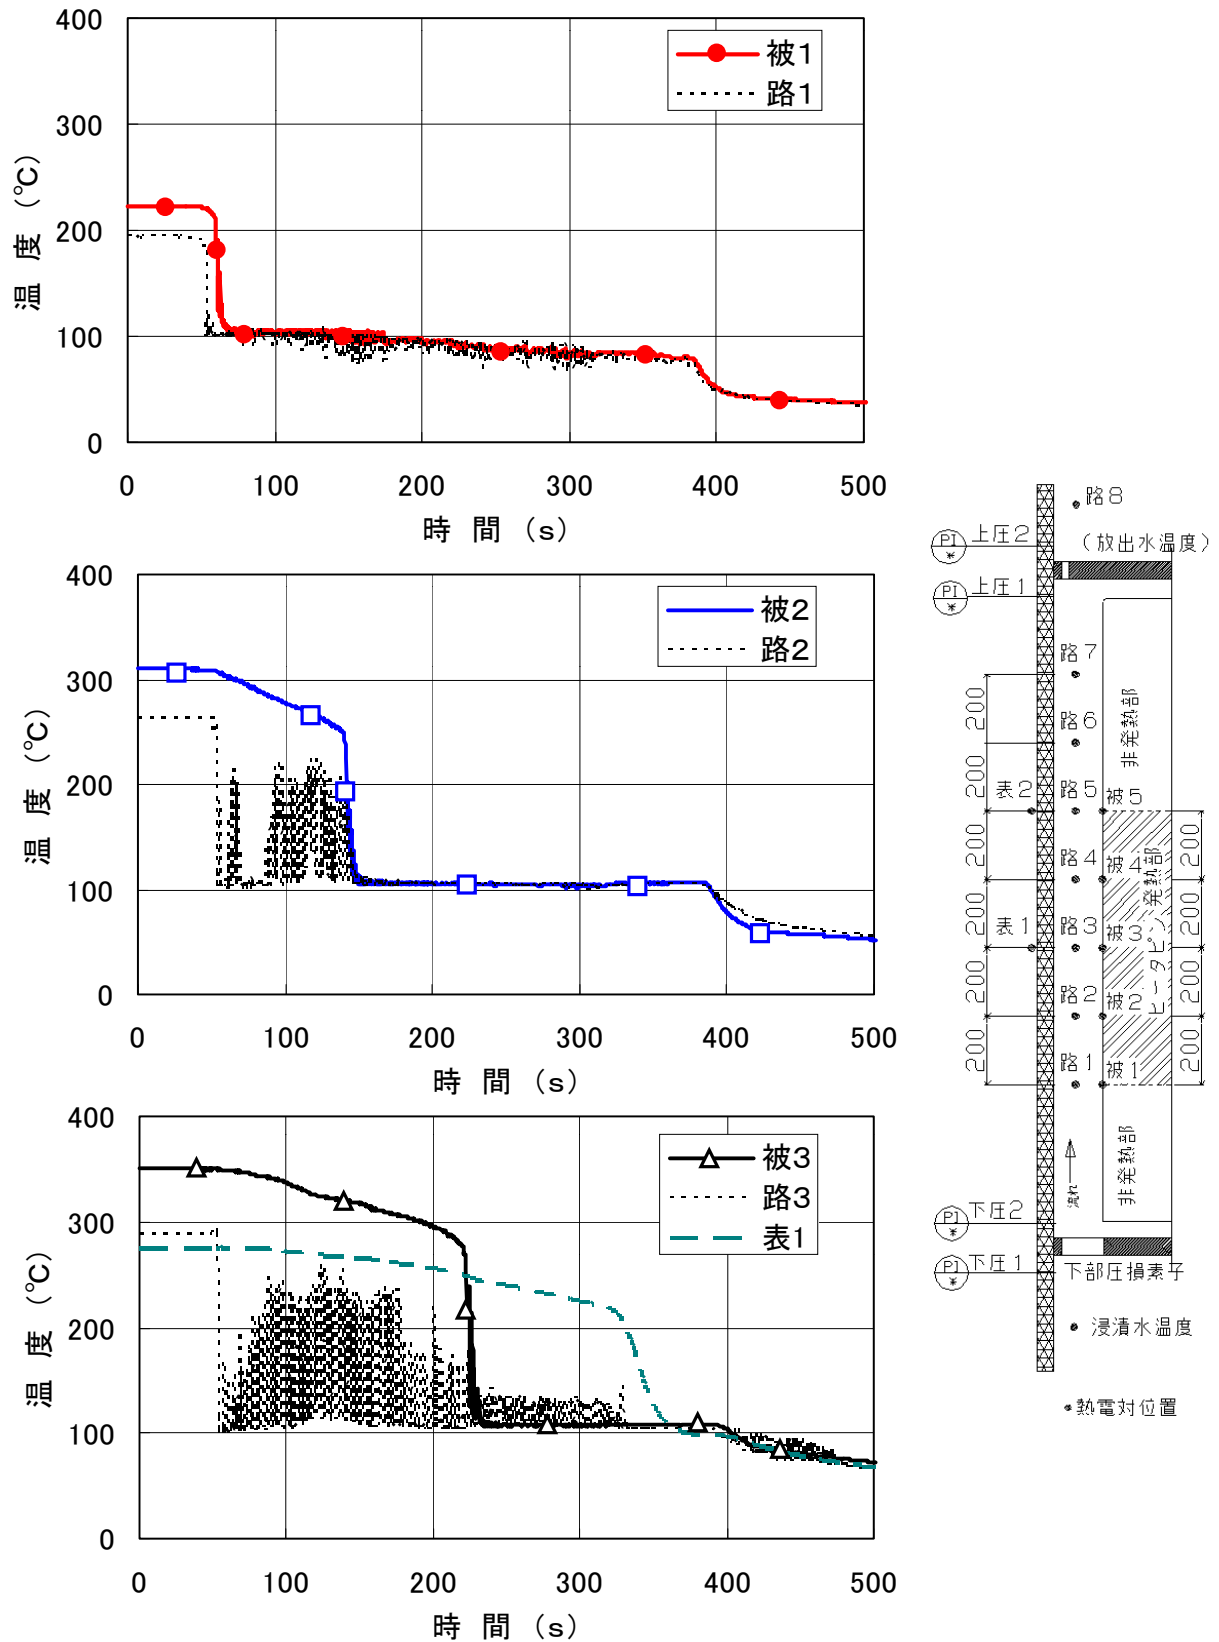 400
300
200
100
0
温 度 (℃)
被1
路1
0 100 200 300 400 500
時 間 (s)
400
300
200
100
0
温 度 (℃)
被2
路2
0 100 200 300 400 500
時 間 (s)
400
300
200
100
0
温 度 (℃)
被3
路3
表1
0 100 200 300 400 500
時 間 (s)
路8
PI
*
上圧2
(放出水温度)
PI
*
上圧1
路7
200
路6
非発熱部
200
表2
路5
被5
200
路4
被4
200
ヒータピン発熱部
200
表1
路3
被3
200
200
路2
被2
200
200
路1
被1
200
流れ
非発熱部
PI
*
下圧2
PI
*
下圧1
下部圧損素子
浸漬水温度
熱電対位置